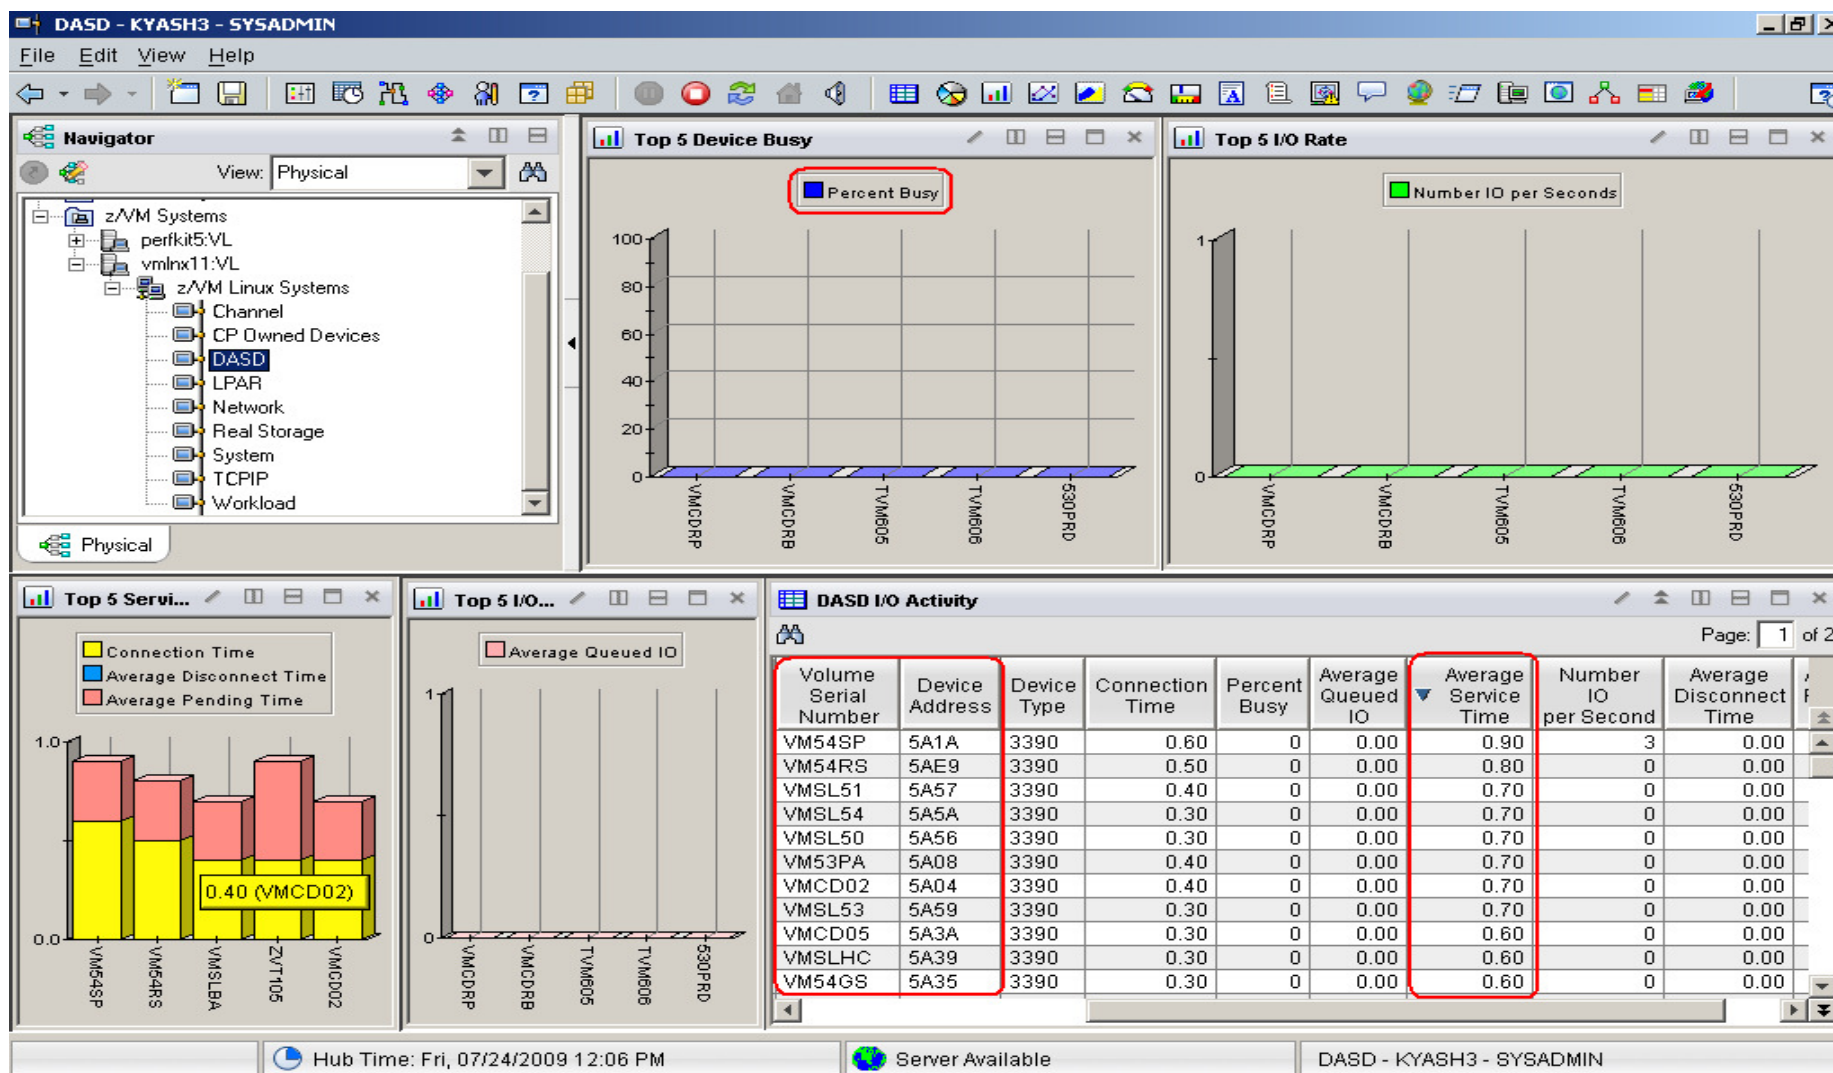 DASD - KYASH3 - SYSADMIN
File Edit View Help
Navigator
View: Physical
z/VM Systems
perfkit5:VL
vmlnx11:VL
z/VM Linux Systems
Channel
CP Owned Devices
DASD
LPAR
Network
Real Storage
System
TCPIP
Workload
Physical
Top 5 Device Busy
Percent Busy
100
80
60
40
20
0
VMCDRP
VMCDRB
TVM605
TVM606
530PRD
Top 5 I/O Rate
Number IO per Seconds
1
0
VMCDRP
VMCDRB
TVM605
TVM606
530PRD
Top 5 Servi...
Connection Time
Average Disconnect Time
Average Pending Time
1.0
0.0
0.40 (VMCD02)
VM54SP
VM54RS
VMSLBA
ZVT105
VMCD02
Top 5 I/O...
Average Queued IO
1
0
VMCDRP
VMCDRB
TVM605
TVM606
530PRD
DASD I/O Activity
Page: 1 of 2
Volume Serial Number Device Address Device Type Connection Time Percent Busy Average Queued IO Average Service Time Number IO per Second Average Disconnect Time
VM54SP 5A1A 3390 0.60 0 0.00 0.90 3 0.00
VM54RS 5AE9 3390 0.50 0 0.00 0.80 0 0.00
VMSL51 5A57 3390 0.40 0 0.00 0.70 0 0.00
VMSL54 5A5A 3390 0.30 0 0.00 0.70 0 0.00
VMSL50 5A56 3390 0.30 0 0.00 0.70 0 0.00
VM53PA 5A08 3390 0.40 0 0.00 0.70 0 0.00
VMCD02 5A04 3390 0.40 0 0.00 0.70 0 0.00
VMSL53 5A59 3390 0.30 0 0.00 0.70 0 0.00
VMCD05 5A3A 3390 0.30 0 0.00 0.60 0 0.00
VMSLHC 5A39 3390 0.30 0 0.00 0.60 0 0.00
VM54GS 5A35 3390 0.30 0 0.00 0.60 0 0.00
Hub Time: Fri, 07/24/2009 12:06 PM
Server Available
DASD - KYASH3 - SYSADMIN